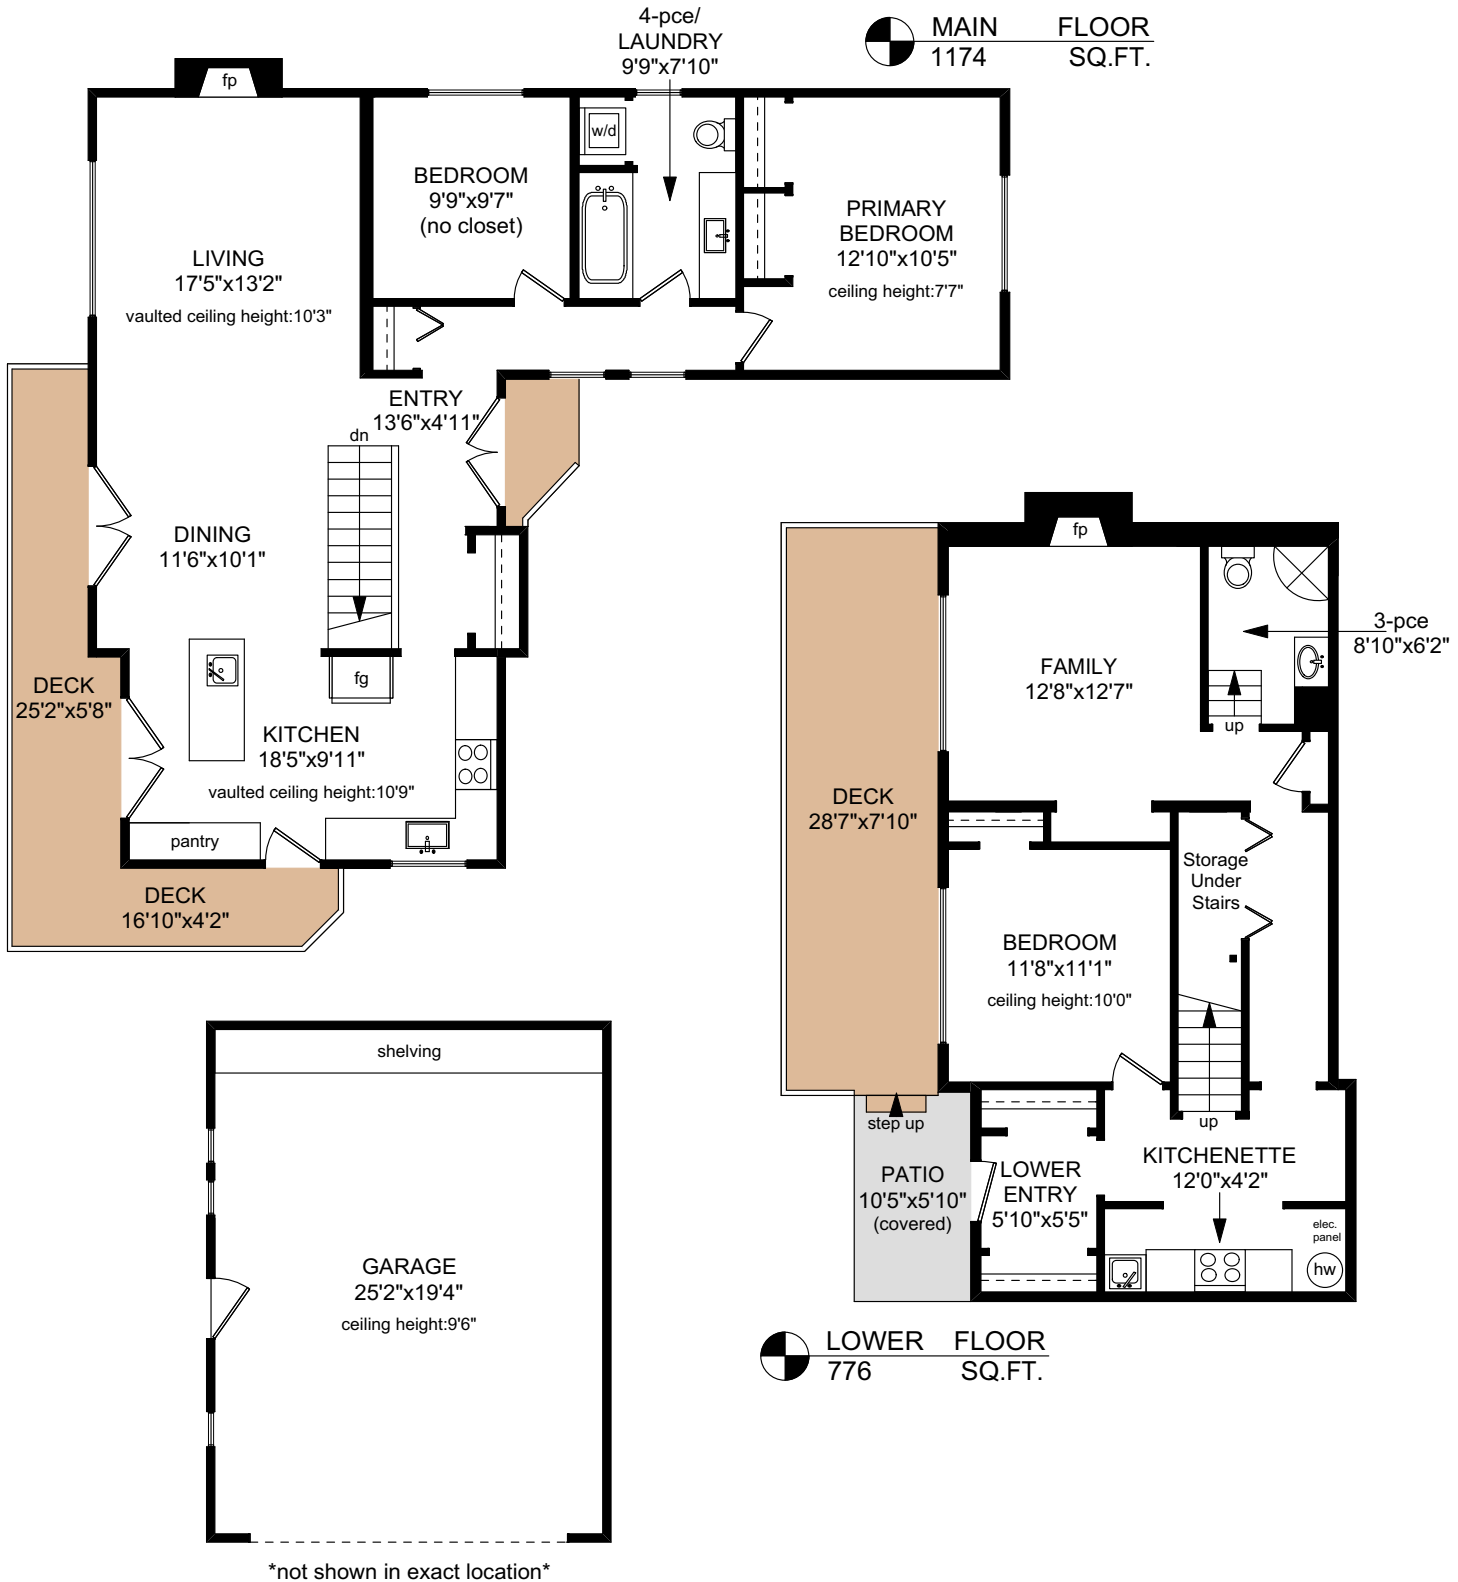 MAIN FLOOR
1174 SQ.FT.
4-pce/
LAUNDRY
9'9"x7'10"
fp
w/d
BEDROOM
9'9"x9'7"
(no closet)
PRIMARY
BEDROOM
12'10"x10'5"
ceiling height:7'7"
LIVING
17'5"x13'2"
vaulted ceiling height:10'3"
ENTRY
13'6"x4'11"
dn
DINING
11'6"x10'1"
DECK
25'2"x5'8"
fg
KITCHEN
18'5"x9'11"
vaulted ceiling height:10'9"
pantry
DECK
16'10"x4'2"
fp
3-pce
8'10"x6'2"
FAMILY
12'8"x12'7"
up
DECK
28'7"x7'10"
Storage
Under
Stairs
BEDROOM
11'8"x11'1"
ceiling height:10'0"
step up
up
PATIO
10'5"x5'10"
(covered)
LOWER
ENTRY
5'10"x5'5"
KITCHENETTE
12'0"x4'2"
elec.
panel
hw
LOWER FLOOR
776 SQ.FT.
shelving
GARAGE
25'2"x19'4"
ceiling height:9'6"
*not shown in exact location*